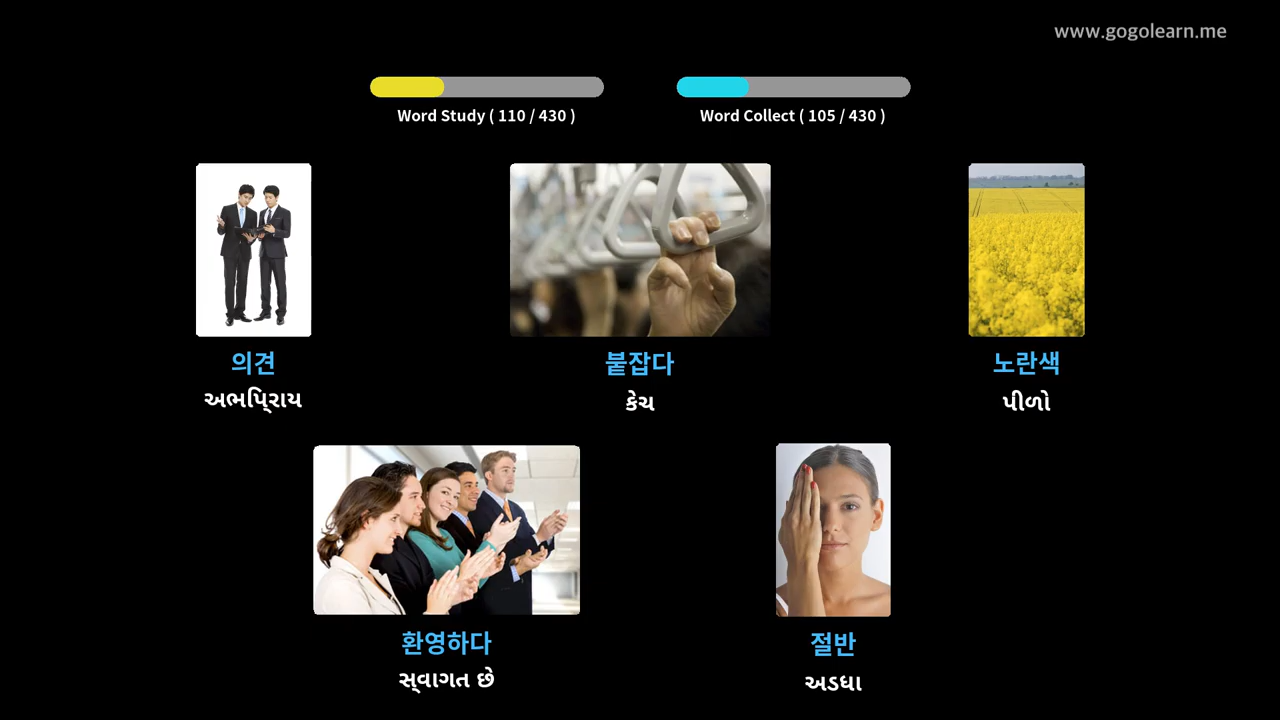 www.gogolearn.me
Word Study ( 110 / 430 )
Word Collect ( 105 / 430 )
의견
અભિપ્રાય
붙잡다
કેચ
노란색
પીળો
환영하다
સ્વાગત છે
절반
અડધા